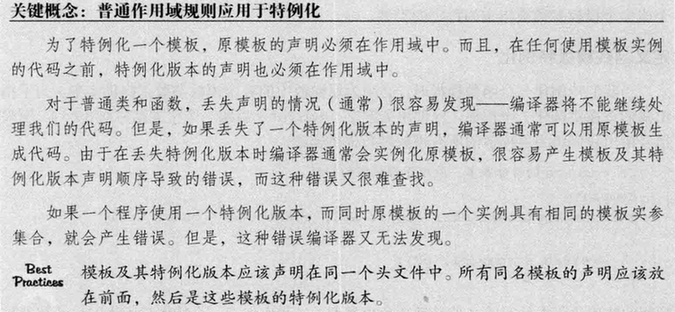 关键概念：普通作用域规则应用于特例化
为了特例化一个模板，原模板的声明必须在作用域中。而且，在任何使用模板实例
的代码之前，特例化版本的声明也必须在作用域中。
对于普通类和函数，丢失声明的情况（通常）很容易发现——编译器将不能继续处
理我们的代码。但是，如果丢失了一个特例化版本的声明，编译器通常可以用原模板生
成代码。由于在丢失特例化版本时编译器通常会实例化原模板，很容易产生模板及其特
例化版本声明顺序导致的错误，而这种错误又很难查找。
如果一个程序使用一个特例化版本，而同时原模板的一个实例具有相同的模板实参
集合，就会产生错误。但是，这种错误编译器又无法发现。
Best 模板及其特例化版本应该声明在同一个头文件中。所有同名模板的声明应该放
Practices 在前面，然后是这些模板的特例化版本。